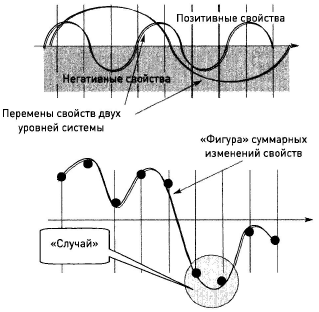 Позитивные свойства
Негативные свойства
Перемены свойств двух
уровней системы
«Фигура» суммарных
изменений свойств
«Случай»